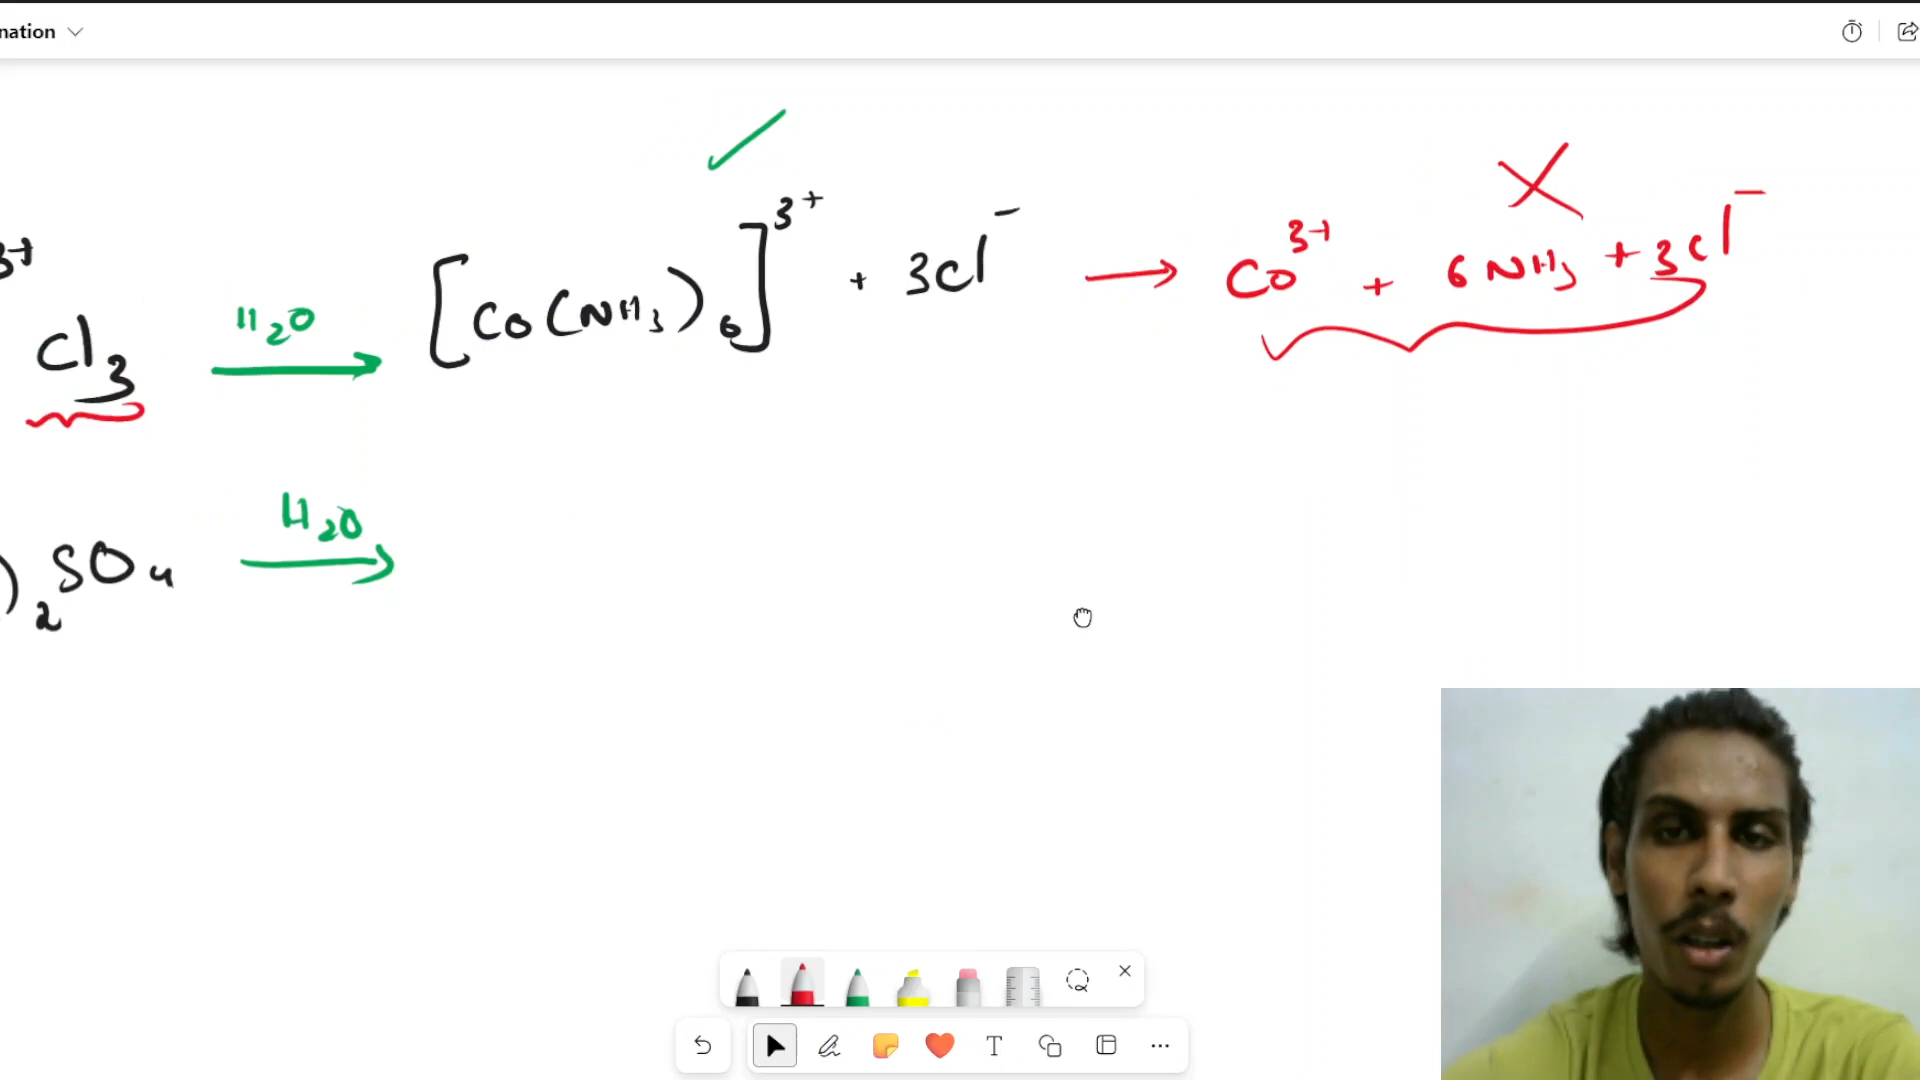 nation
3+
Cl3 H2O → [Co(NH3)6]3+ + 3Cl- → Co3+ + 6NH3 + 3Cl-
)2SO4 H2O →
T